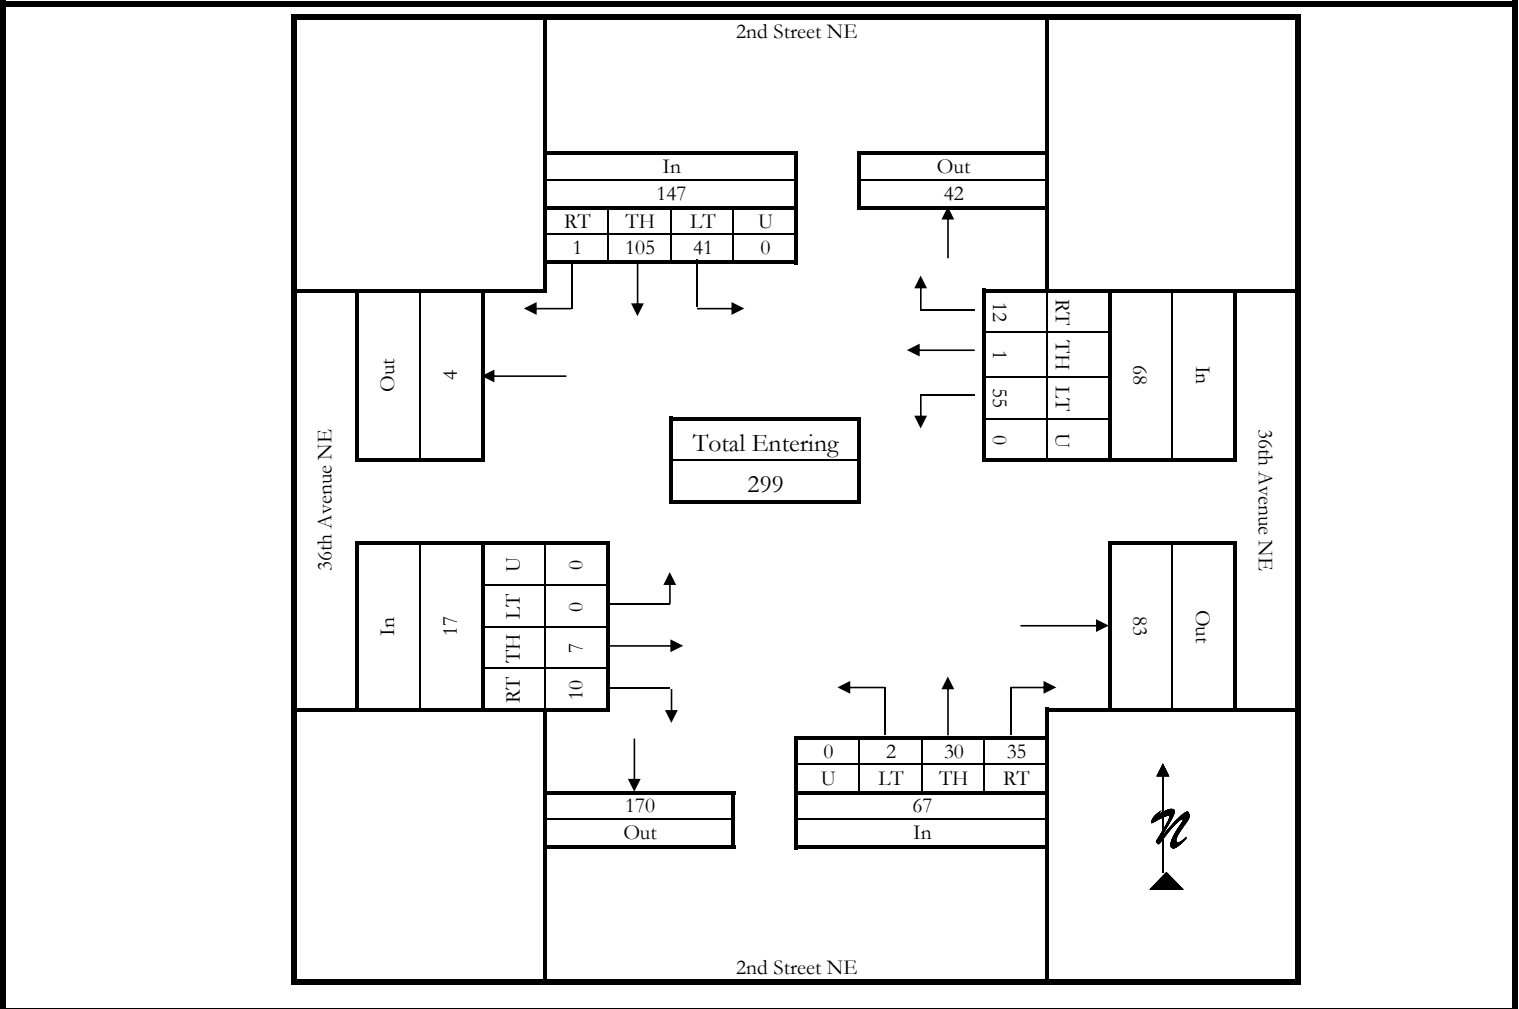 2nd Street NE
In
147
RT TH LT U
1 105 41 0
Out
42
Out 4
12 RT
1 TH
55 LT
0 U
68 In
Total Entering
299
36th Avenue NE
36th Avenue NE
In 17
U 0
LT 0
TH 7
RT 10
83 Out
0 2 30 35
U LT TH RT
67
In
170
Out
N
2nd Street NE